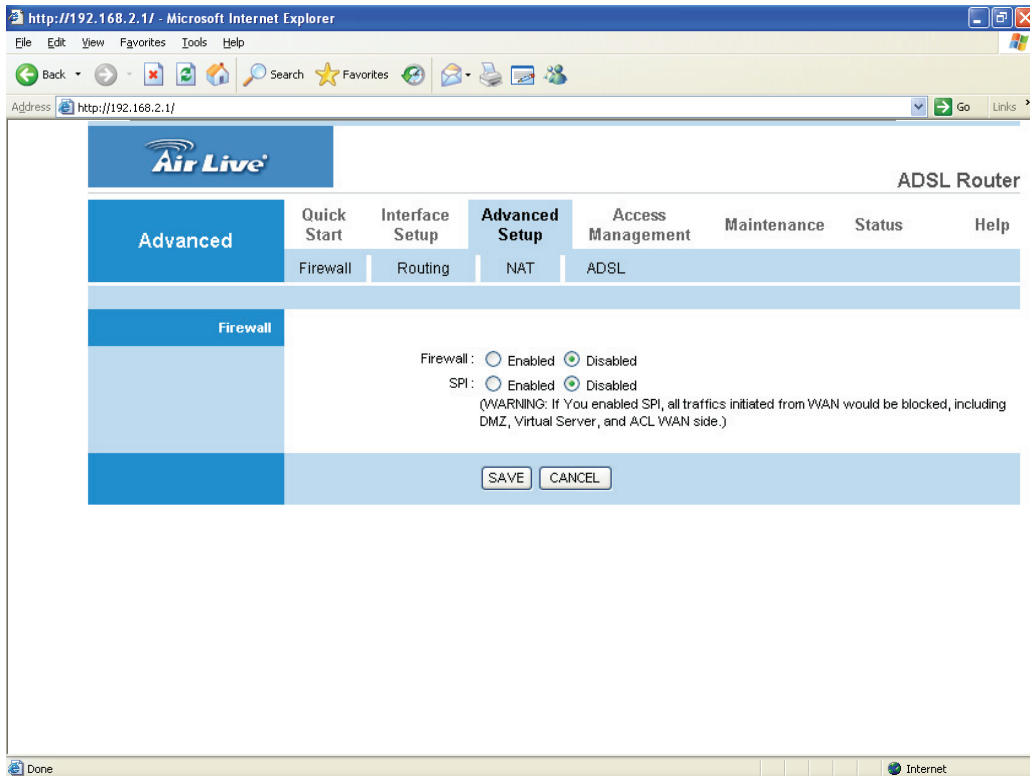 http://192.168.2.1/ - Microsoft Internet Explorer
File Edit View Favorites Tools Help
Back Search Favorites
Address http://192.168.2.1/ Go Links
Air Live
ADSL Router
Advanced
Quick Start
Interface Setup
Advanced Setup
Access Management
Maintenance
Status
Help
Firewall Routing NAT ADSL
Firewall
Firewall : Enabled Disabled
SPI : Enabled Disabled
(WARNING: If You enabled SPI, all traffics initiated from WAN would be blocked, including
DMZ, Virtual Server, and ACL WAN side.)
SAVE CANCEL
Done Internet